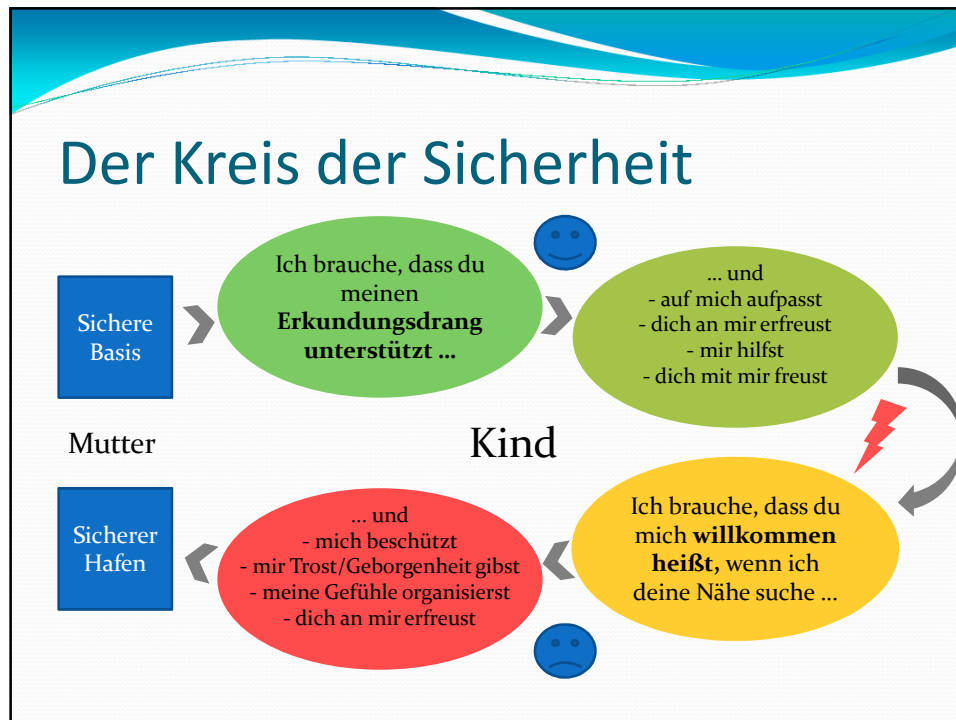 Der Kreis der Sicherheit
Sichere
Basis
Ich brauche, dass du
meinen
Erkundungsdrang
unterstützt ...
... und
- auf mich aufpasst
- dich an mir erfreust
- mir hilfst
- dich mit mir freust
Mutter
Kind
Ich brauche, dass du
mich willkommen
heißt, wenn ich
deine Nähe suche ...
... und
- mich beschützt
- mir Trost/Geborgenheit gibst
- meine Gefühle organisierst
- dich an mir erfreust
Sicherer
Hafen